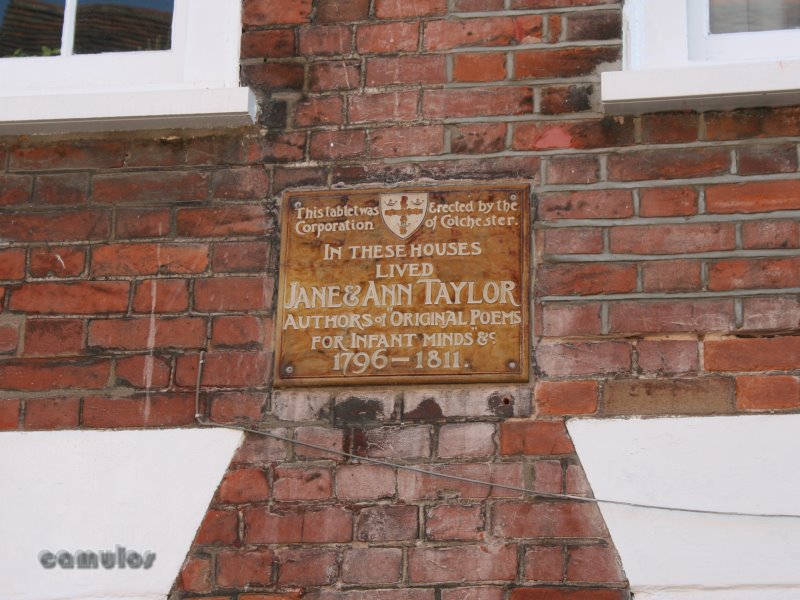 This tablet was Erected by the
Corporation of Colchester.
IN THESE HOUSES
LIVED
JANE & ANN TAYLOR
AUTHORS of ORIGINAL POEMS
FOR INFANT MINDS &c
1796-1811.
camulos